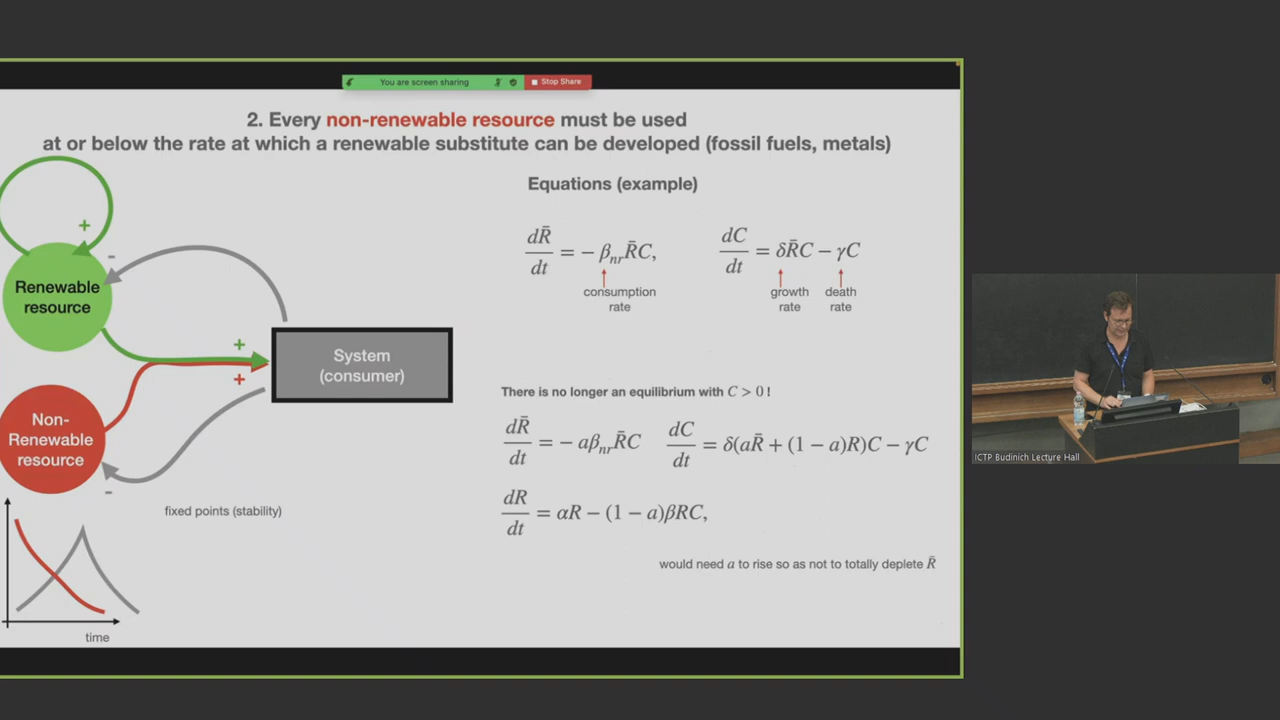 You are screen sharing
Stop Share
2. Every non-renewable resource must be used
at or below the rate at which a renewable substitute can be developed (fossil fuels, metals)
Equations (example)
dR̄/dt = − β_nr R̄C,
dC/dt = δR̄C − γC
consumption
rate
growth
rate
death
rate
+
-
Renewable
resource
+
+
System
(consumer)
Non-
Renewable
resource
-
There is no longer an equilibrium with C > 0 !
dR̄/dt = − aβ_nr R̄C
dC/dt = δ(aR̄ + (1 − a)R)C − γC
dR/dt = αR − (1 − a)βRC,
fixed points (stability)
would need a to rise so as not to totally deplete R̄
time
ICTP Budinich Lecture Hall